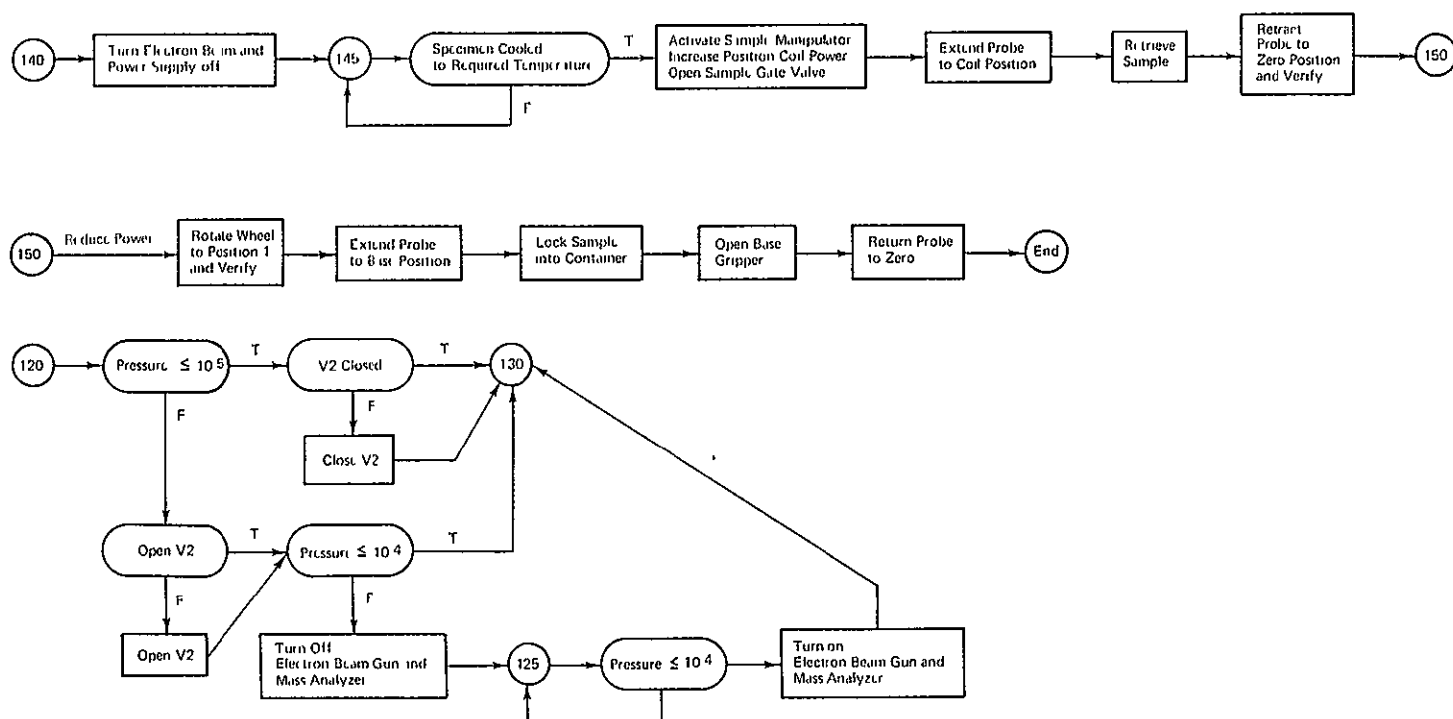 140
Turn Electron Beam and
Power Supply off
145
Specimen Cooled
to Required Temperature
T
F
Activate Sample Manipulator
Increase Position Coil Power
Open Sample Gate Valve
Extend Probe
to Coil Position
Retrieve
Sample
Retract
Probe to
Zero Position
and Verify
150
150
Reduce Power
Rotate Wheel
to Position 1
and Verify
Extend Probe
to Base Position
Lock Sample
into Container
Open Base
Gripper
Return Probe
to Zero
End
120
Pressure ≤ 10 5
T
V2 Closed
T
130
F
F
Close V2
Open V2
T
Pressure ≤ 10 4
T
F
F
Open V2
Turn Off
Electron Beam Gun and
Mass Analyzer
125
Pressure ≤ 10 4
Turn on
Electron Beam Gun and
Mass Analyzer